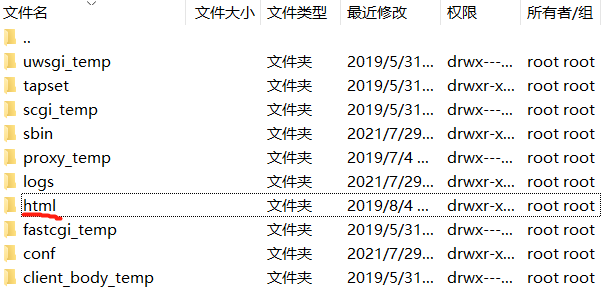 文件名 文件大小 文件类型 最近修改 权限 所有者/组
..
uwsgi_temp 文件夹 2019/5/31... drwx---... root root
tapset 文件夹 2019/5/31... drwxr-x... root root
scgi_temp 文件夹 2019/5/31... drwx---... root root
sbin 文件夹 2021/7/29... drwxr-x... root root
proxy_temp 文件夹 2019/7/4 ... drwx---... root root
logs 文件夹 2021/7/29... drwxr-x... root root
html 文件夹 2019/8/4 ... drwxr-x... root root
fastcgi_temp 文件夹 2019/5/31... drwx---... root root
conf 文件夹 2021/7/29... drwxr-x... root root
client_body_temp 文件夹 2019/5/31... drwx---... root root